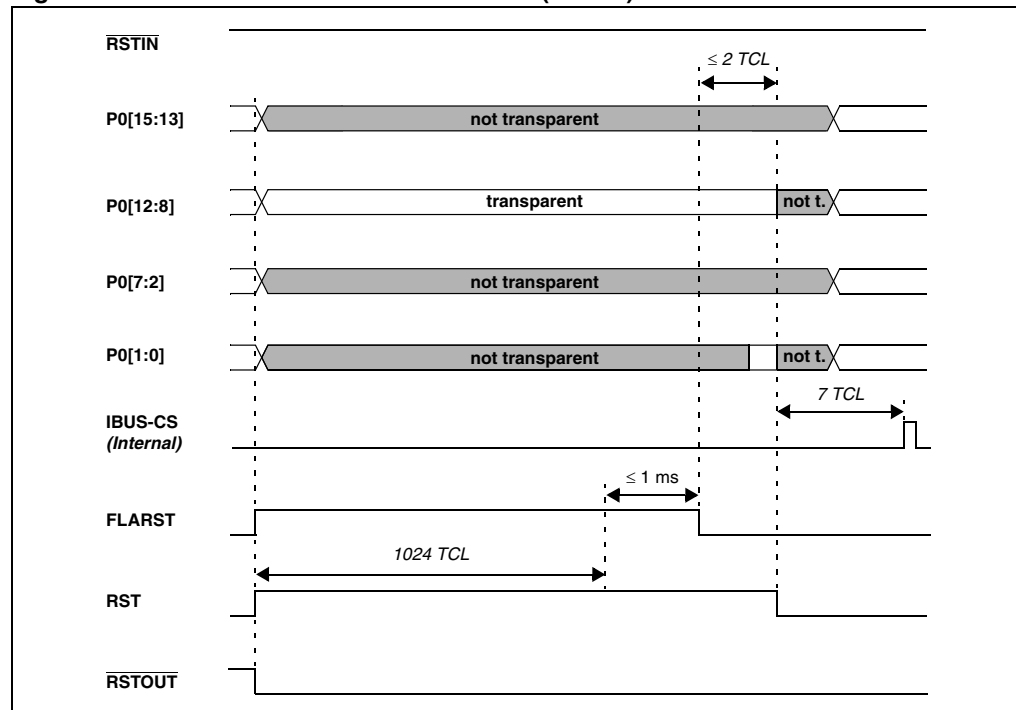 RSTIN
≤ 2 TCL
P0[15:13]
not transparent
P0[12:8]
transparent
not t.
P0[7:2]
not transparent
P0[1:0]
not transparent
not t.
7 TCL
IBUS-CS
(Internal)
≤ 1 ms
FLARST
1024 TCL
RST
RSTOUT